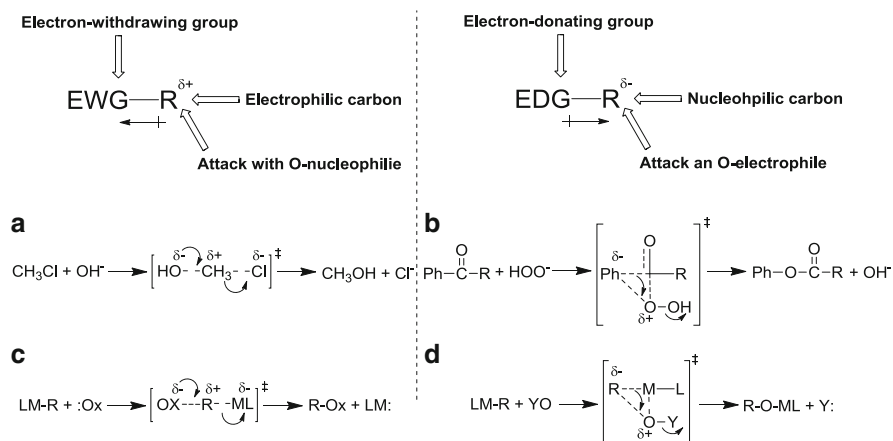 Electron-withdrawing group
EWG—R δ+
Electrophilic carbon
Attack with O-nucleophilie
Electron-donating group
EDG—R δ-
Nucleohpilic carbon
Attack an O-electrophile
a
CH₃Cl + OH⁻ → [HO---CH₃---Cl]‡ → CH₃OH + Cl⁻
δ- δ+ δ-
b
Ph C R + HOO⁻ → [Ph---R]‡ → Ph-O-C-R + OH⁻
O
δ- O
O-OH
δ+
O
c
LM-R + :Ox → [OX---R---ML]‡ → R-Ox + LM:
δ- δ+ δ-
d
LM-R + YO → [R---M-L]‡ → R-O-ML + Y:
δ-
O-Y
δ+